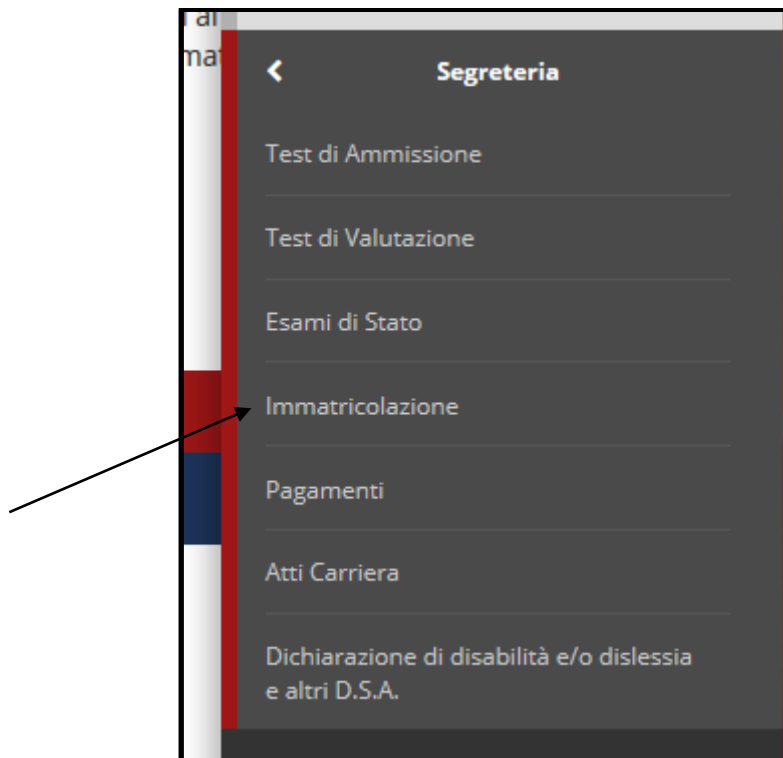 Segreteria
Test di Ammissione
Test di Valutazione
Esami di Stato
Immatricolazione
Pagamenti
Atti Carriera
Dichiarazione di disabilità e/o dislessia
e altri D.S.A.